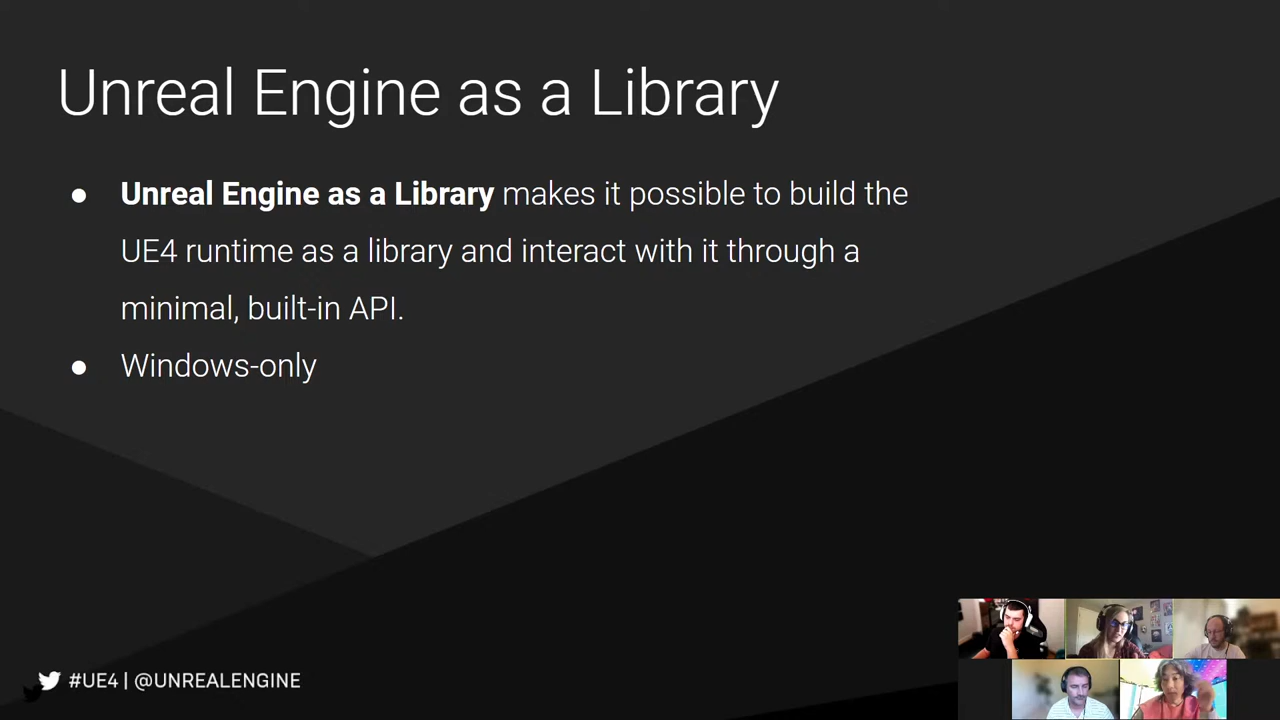 Unreal Engine as a Library
● Unreal Engine as a Library makes it possible to build the
UE4 runtime as a library and interact with it through a
minimal, built-in API.
● Windows-only
#UE4 | @UNREALENGINE